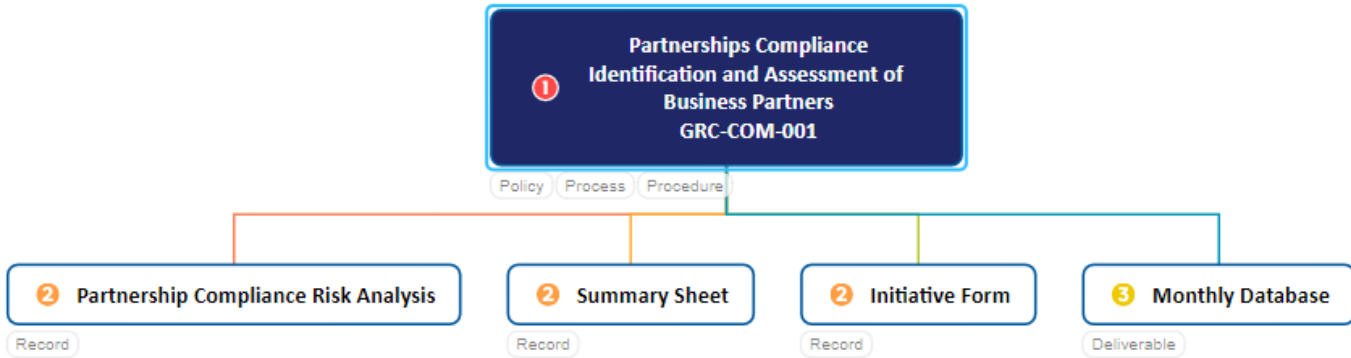 1
Partnerships Compliance
Identification and Assessment of
Business Partners
GRC-COM-001
Policy Process Procedure
2 Partnership Compliance Risk Analysis
2 Summary Sheet
2 Initiative Form
3 Monthly Database
Record
Record
Record
Deliverable